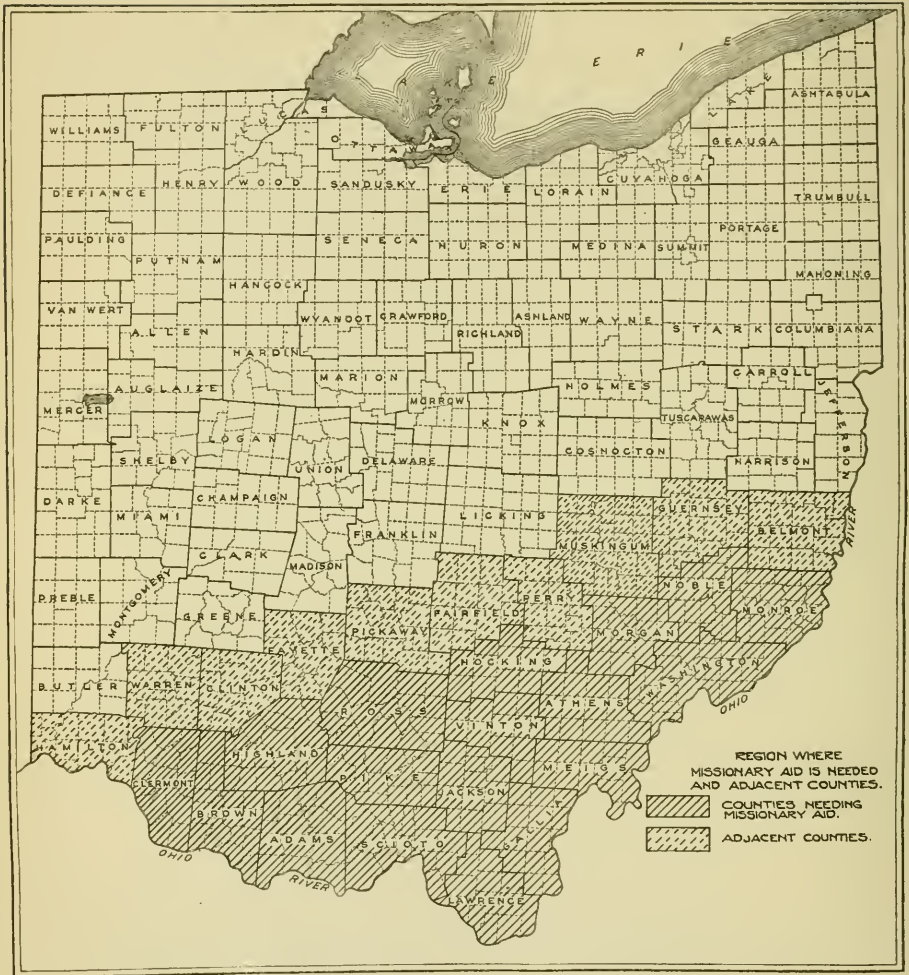 LAKE ERIE
LAKE
ASHTABULA
WILLIAMS
FULTON
LUCAS
OTTAWA
GEAUGA
CUYAHOGA
DEFIANCE
HENRY
WOOD
SANDUSKY
ERIE
LORAIN
TRUMBULL
PAULDING
PUTNAM
SENECA
HURON
MEDINA
SUMMIT
PORTAGE
MAHONING
VAN WERT
ALLEN
HANCOCK
WYANDOT
CRAWFORD
RICHLAND
ASHLAND
WAYNE
STARK
COLUMBIANA
HARDIN
MARION
MORROW
HOLMES
CARROLL
JEFFERSON
MERCER
AUGLAIZE
LOGAN
UNION
DELAWARE
KNOX
COSHOCTON
TUSCARAWAS
HARRISON
SHELBY
DARKE
MIAMI
CHAMPAIGN
CLARK
MADISON
FRANKLIN
LICKING
MUSKINGUM
GUERNSEY
BELMONT
RIVER
PREBLE
MONTGOMERY
GREENE
FAYETTE
PICKAWAY
FAIRFIELD
PERRY
MORGAN
NOBLE
MONROE
BUTLER
WARREN
CLINTON
HOCKING
ATHENS
WASHINGTON
OHIO
HAMILTON
CLERMONT
HIGHLAND
ROSS
VINTON
MEIGS
PIKE
JACKSON
GALLIA
BROWN
ADAMS
SCIOTO
LAWRENCE
OHIO
RIVER
REGION WHERE
MISSIONARY AID IS NEEDED
AND ADJACENT COUNTIES.
COUNTIES NEEDING
MISSIONARY AID.
ADJACENT COUNTIES.